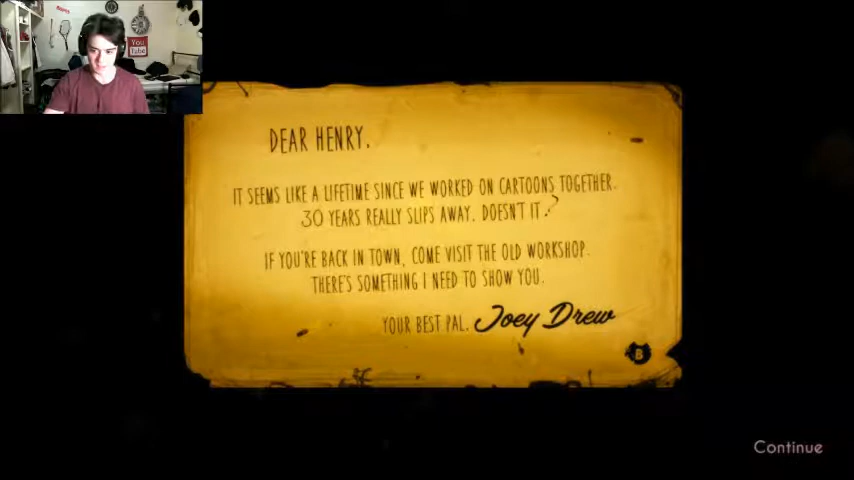 You
Tube
DEAR HENRY,
IT SEEMS LIKE A LIFETIME SINCE WE WORKED ON CARTOONS TOGETHER.
30 YEARS REALLY SLIPS AWAY, DOESN'T IT?
IF YOU'RE BACK IN TOWN, COME VISIT THE OLD WORKSHOP.
THERE'S SOMETHING I NEED TO SHOW YOU.
YOUR BEST PAL, Joey Drew
B
Continue